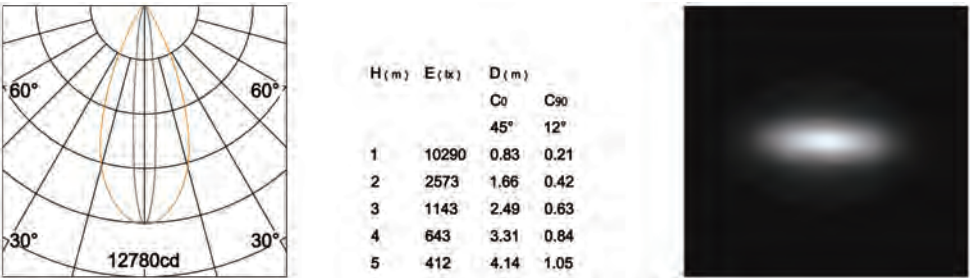 60° 60°
30° 30°
12780cd
H(m) E(lx) D(m)
C0 C90
45° 12°
1 10290 0.83 0.21
2 2573 1.66 0.42
3 1143 2.49 0.63
4 643 3.31 0.84
5 412 4.14 1.05